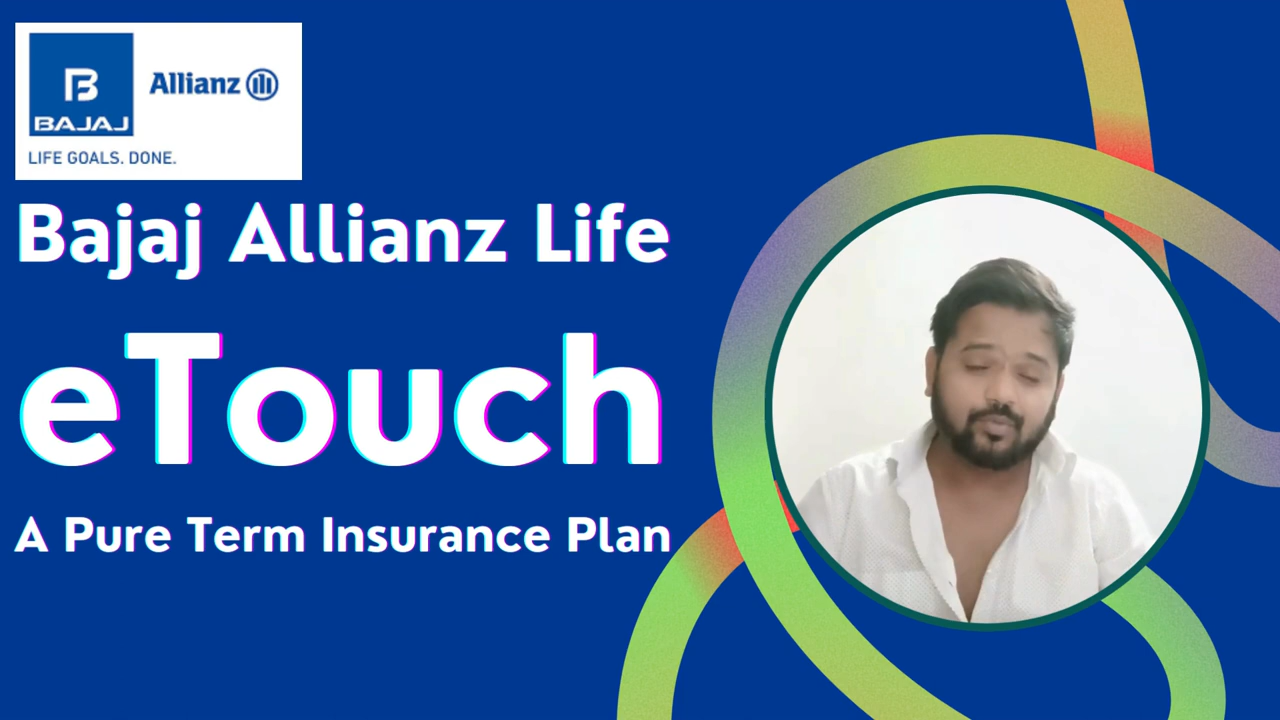 B
BAJAJ
Allianz
LIFE GOALS. DONE.
Bajaj Allianz Life
eTouch
A Pure Term Insurance Plan